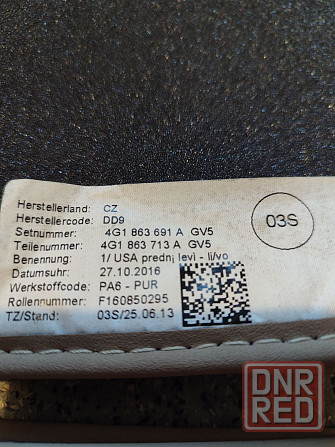 Herstellerland: CZ
Herstellercode: DD9
Setnummer: 4G1 863 691 A GV5
Teilenummer: 4G1 863 713 A GV5
Benennung: 1/ USA predni levi - li/vo
Datumsuhr: 27.10.2016
Werkstoffcode: PA6 - PUR
Rollennummer: F160850295
TZ/Stand: 03S/25.06.13
03S
DNR
RED